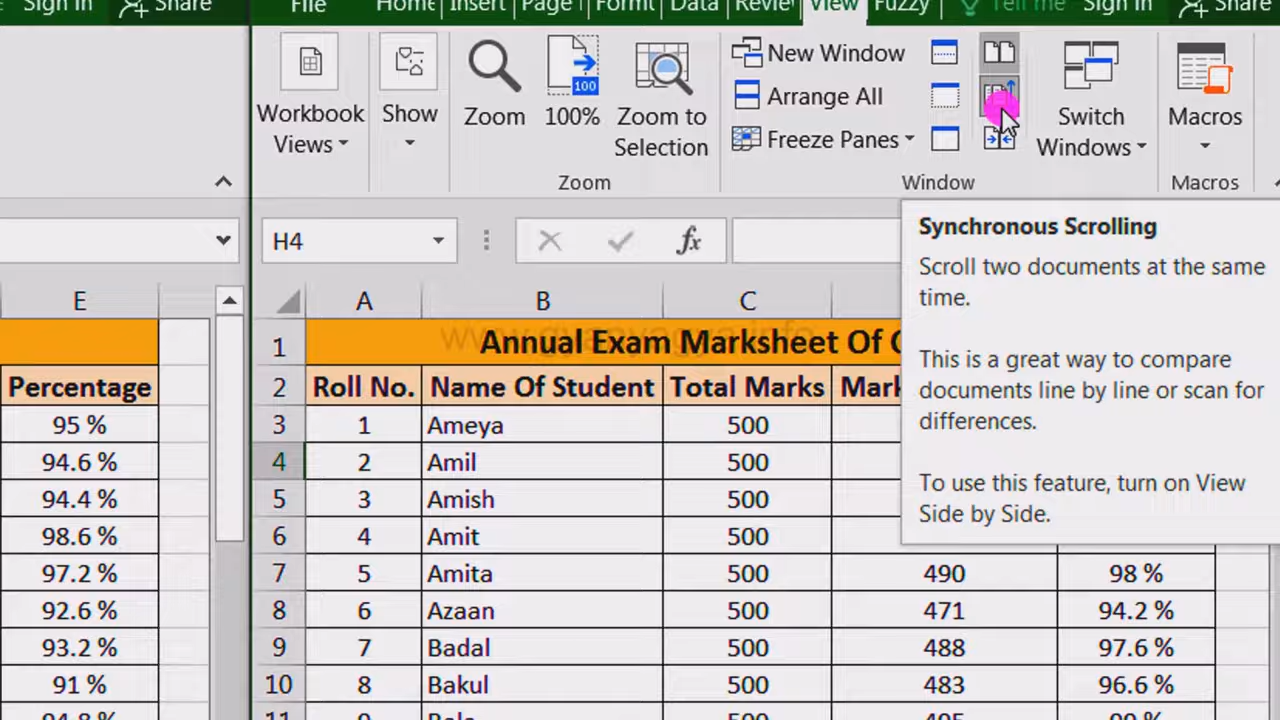 Sign in Share
File Home Insert Page Data View Fuzzy Tell me Sign in Share
New Window
Arrange All
Freeze Panes
Workbook
Views
Show
Zoom
100
100%
Zoom to
Selection
Switch
Windows
Macros
Zoom
Window
Macros
H4
fx
Synchronous Scrolling
Scroll two documents at the same
time.
This is a great way to compare
documents line by line or scan for
differences.
To use this feature, turn on View
Side by Side.
E
A B C
1 Annual Exam Marksheet Of
Percentage
2 Roll No. Name Of Student Total Marks
95 %
3 1 Ameya 500
94.6 %
4 2 Amil 500
94.4 %
5 3 Amish 500
98.6 %
6 4 Amit 500
97.2 %
7 5 Amita 500 490 98 %
92.6 %
8 6 Azaan 500 471 94.2 %
93.2 %
9 7 Badal 500 488 97.6 %
91 %
10 8 Bakul 500 483 96.6 %